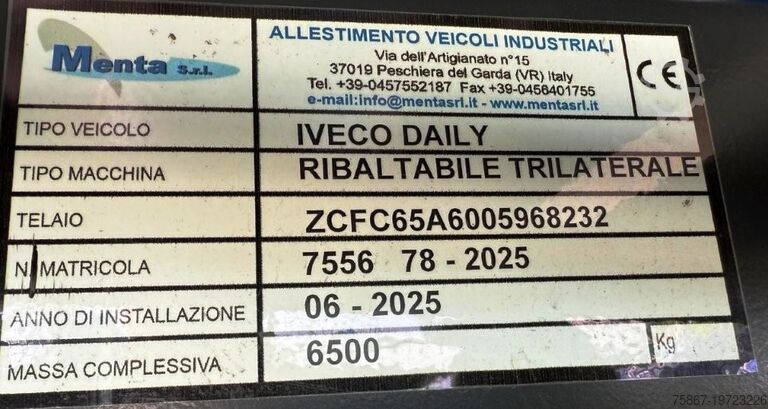 Menta s.r.l.
ALLESTIMENTO VEICOLI INDUSTRIALI
Via dell'Artigianato n°15
37019 Peschiera del Garda (VR) Italy
Tel. +39-0457552187 Fax +39-0456401755
e-mail:info@mentasrl.it - www.mentasrl.it
CE
TIPO VEICOLO IVECO DAILY
TIPO MACCHINA RIBALTABILE TRILATERALE
TELAIO ZCFC65A6005968232
N. MATRICOLA 7556 78 - 2025
ANNO DI INSTALLAZIONE 06 - 2025
MASSA COMPLESSIVA 6500 Kg
75867-19723226